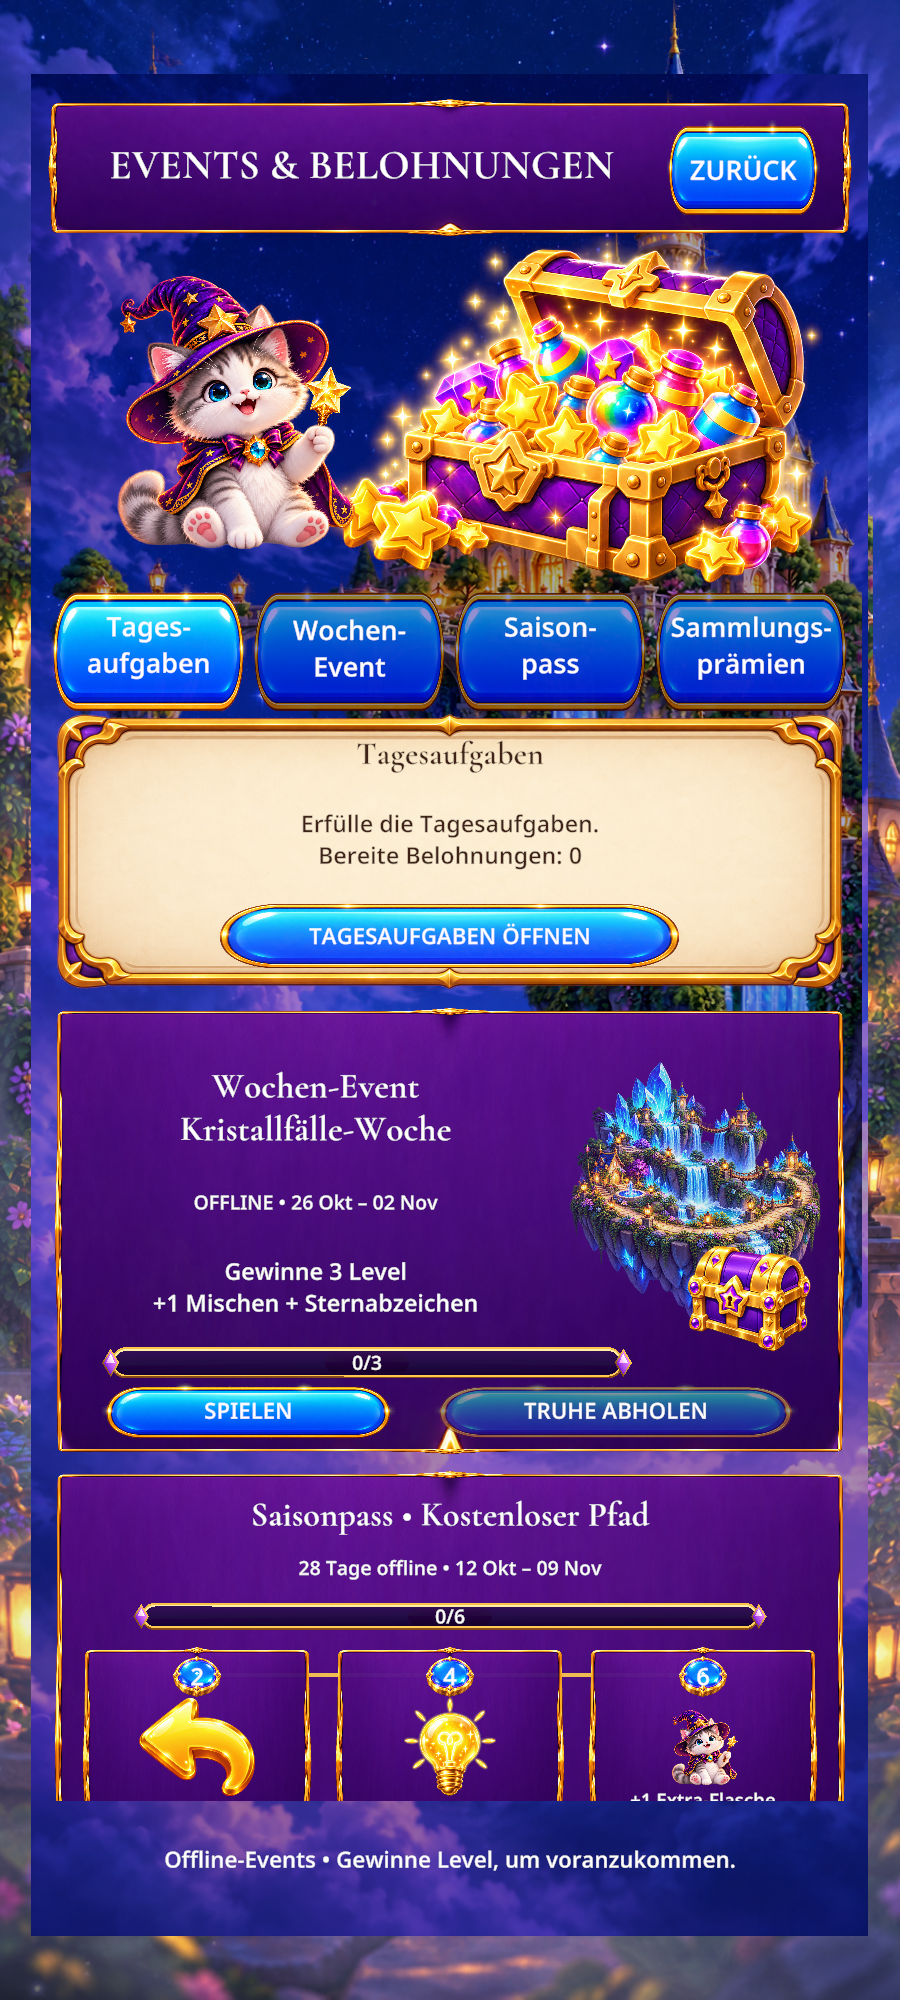 EVENTS & BELOHNUNGEN
ZURÜCK
Tages-
aufgaben
Wochen-
Event
Saison-
pass
Sammlungs-
prämien
Tagesaufgaben
Erfülle die Tagesaufgaben.
Bereite Belohnungen: 0
TAGESAUFGABEN ÖFFNEN
Wochen-Event
Kristallfälle-Woche
OFFLINE • 26 Okt – 02 Nov
Gewinne 3 Level
+1 Mischen + Sternabzeichen
0/3
SPIELEN
TRUHE ABHOLEN
Saisonpass • Kostenloser Pfad
28 Tage offline • 12 Okt – 09 Nov
0/6
2
4
6
+1 Extra-Flasche
Offline-Events • Gewinne Level, um voranzukommen.